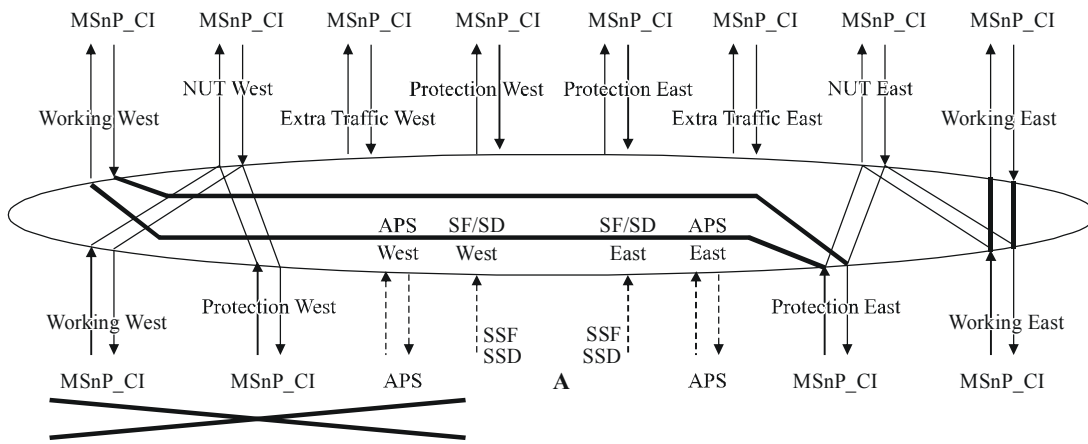 MSnP_CI MSnP_CI MSnP_CI MSnP_CI MSnP_CI MSnP_CI MSnP_CI MSnP_CI
NUT West Protection West Protection East NUT East
Working West Extra Traffic West Extra Traffic East Working East
APS SF/SD SF/SD APS
West West East East
Protection West Protection East
Working West Working East
SSF SSF
SSD SSD
MSnP_CI MSnP_CI APS A APS MSnP_CI MSnP_CI